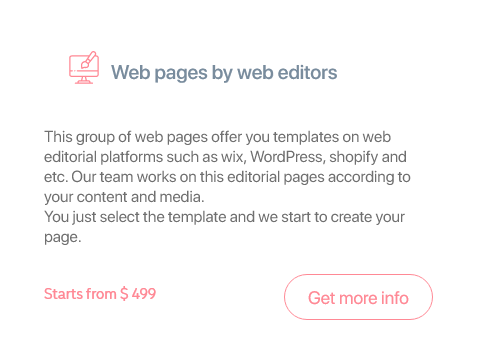 Web pages by web editors
This group of web pages offer you templates on web
editorial platforms such as wix, WordPress, shopify and
etc. Our team works on this editorial pages according to
your content and media.
You just select the template and we start to create your
page.
Starts from $ 499
Get more info